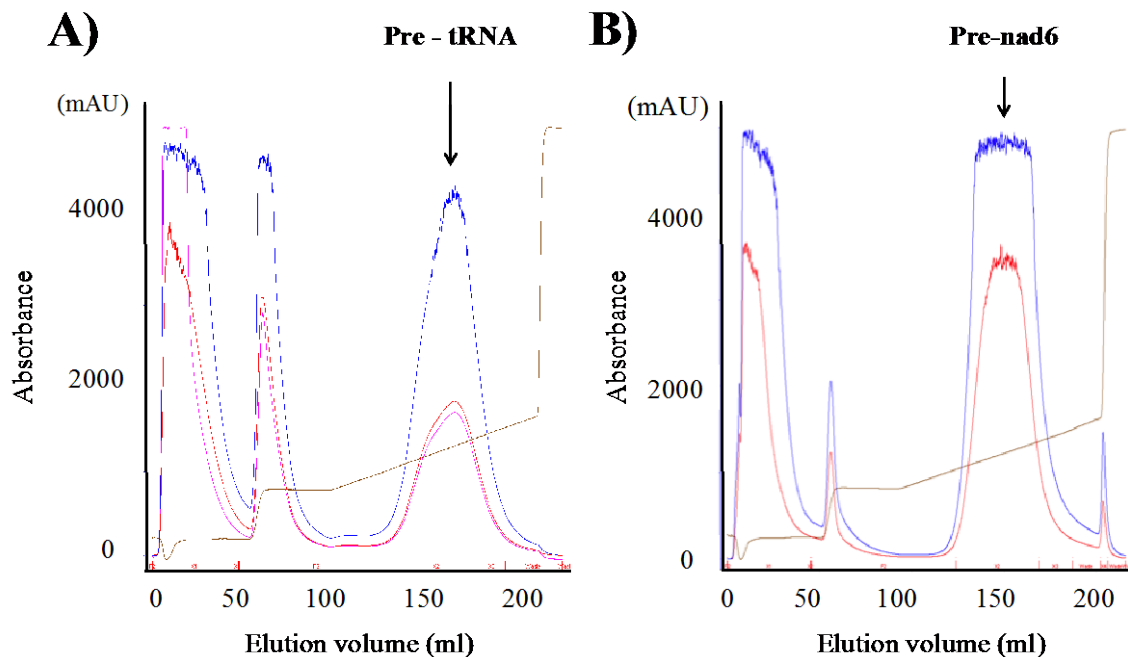 A)
Pre - tRNA
(mAU)
4000
2000
0
Absorbance
0 50 100 150 200
Elution volume (ml)
B)
Pre-nad6
(mAU)
4000
2000
0
Absorbance
0 50 100 150 200
Elution volume (ml)